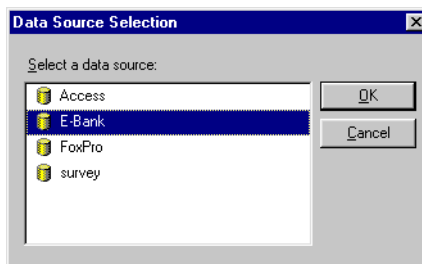 Data Source Selection
Select a data source:
Access
E-Bank
FoxPro
survey
OK
Cancel